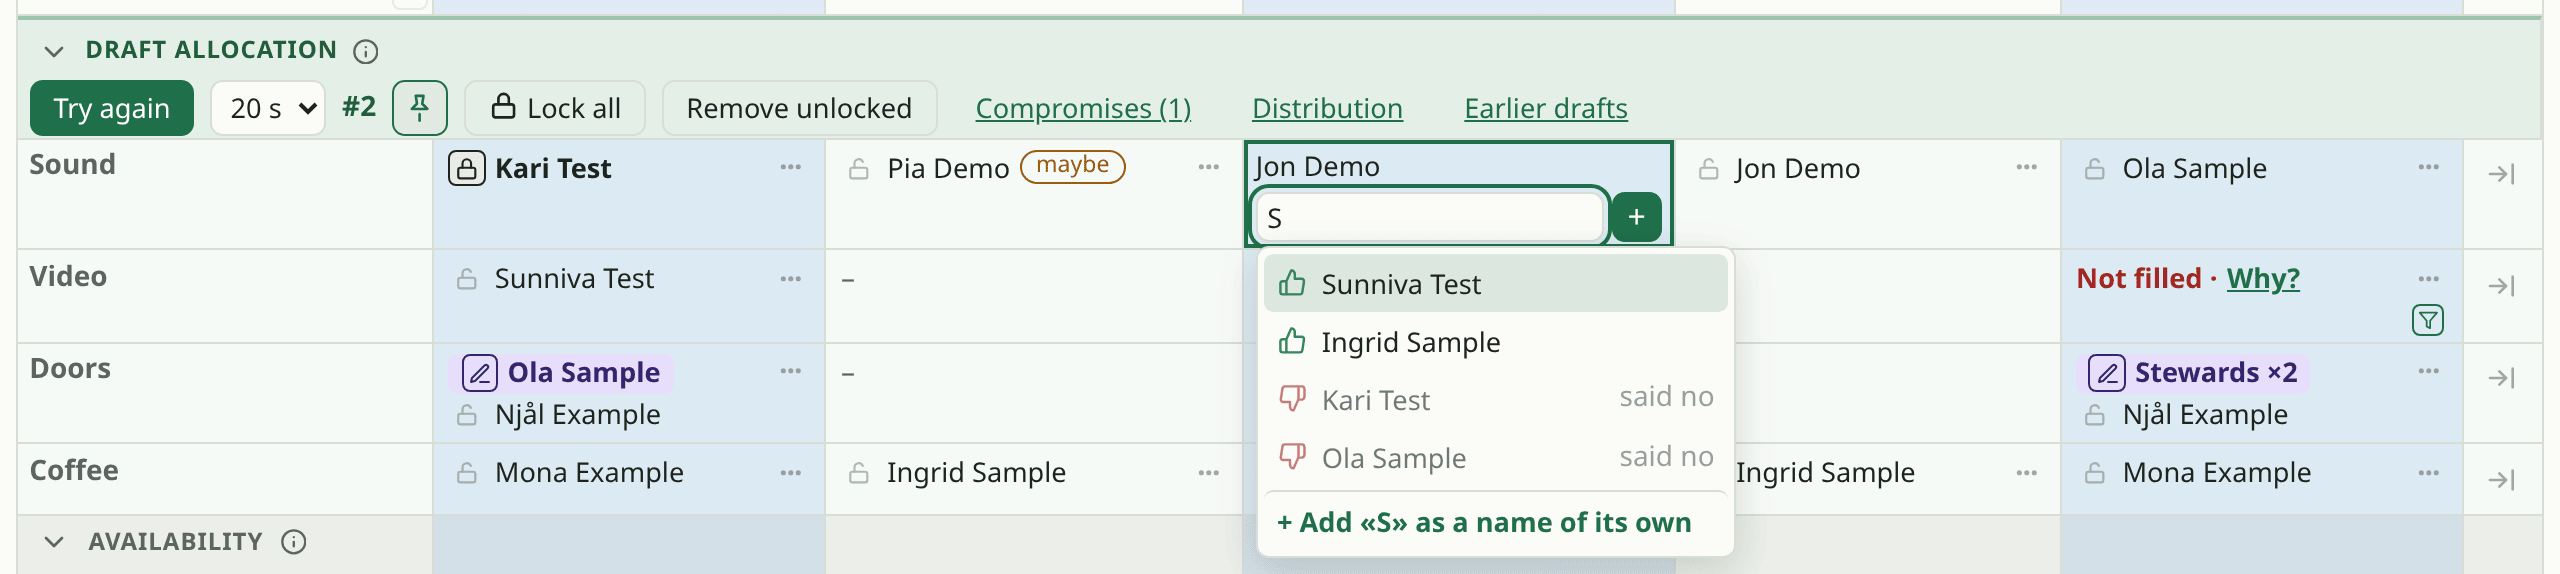 DRAFT ALLOCATION
Try again 20 s #2 Lock all Remove unlocked Compromises (1) Distribution Earlier drafts
Sound Kari Test ··· Pia Demo maybe ··· Jon Demo Jon Demo ··· Ola Sample ···
S +
Video Sunniva Test ··· – Not filled · Why? ···
Sunniva Test
Ingrid Sample
Doors Ola Sample ··· – Stewards ×2 ···
Njål Example Njål Example
Kari Test said no
Ola Sample said no
Coffee Mona Example ··· Ingrid Sample ··· Ingrid Sample ··· Mona Example ···
+ Add «S» as a name of its own
AVAILABILITY